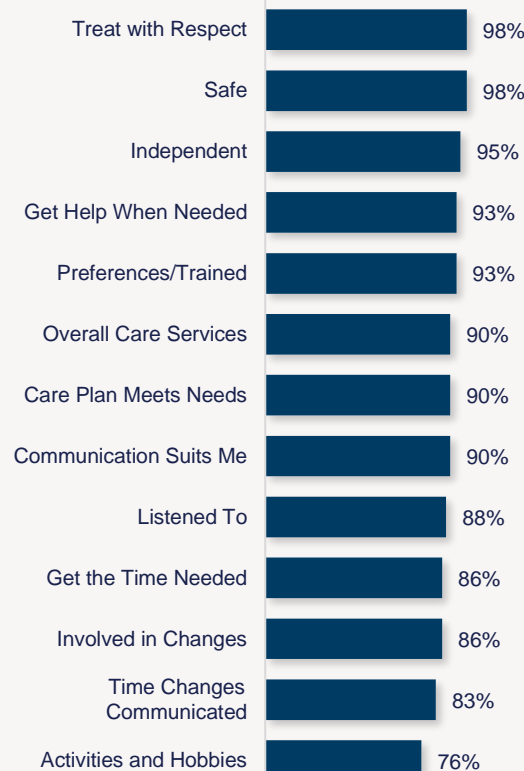 Treat with Respect 98%
Safe 98%
Independent 95%
Get Help When Needed 93%
Preferences/Trained 93%
Overall Care Services 90%
Care Plan Meets Needs 90%
Communication Suits Me 90%
Listened To 88%
Get the Time Needed 86%
Involved in Changes 86%
Time Changes
Communicated 83%
Activities and Hobbies 76%